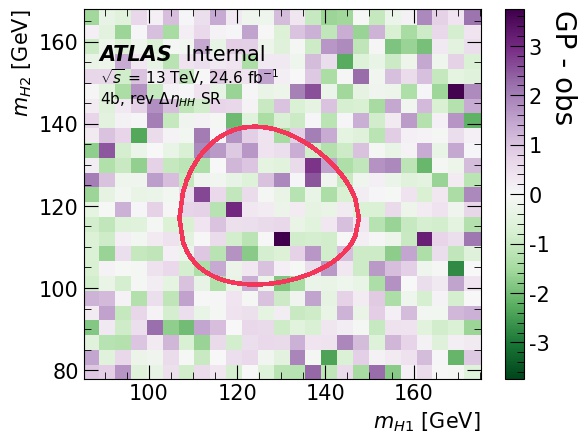 ATLAS Internal
√s = 13 TeV, 24.6 fb⁻¹
4b, rev Δη_HH SR
m_H2 [GeV]
160
140
120
100
80
100 120 140 160
m_H1 [GeV]
3
2
1
0
-1
-2
-3
GP - obs